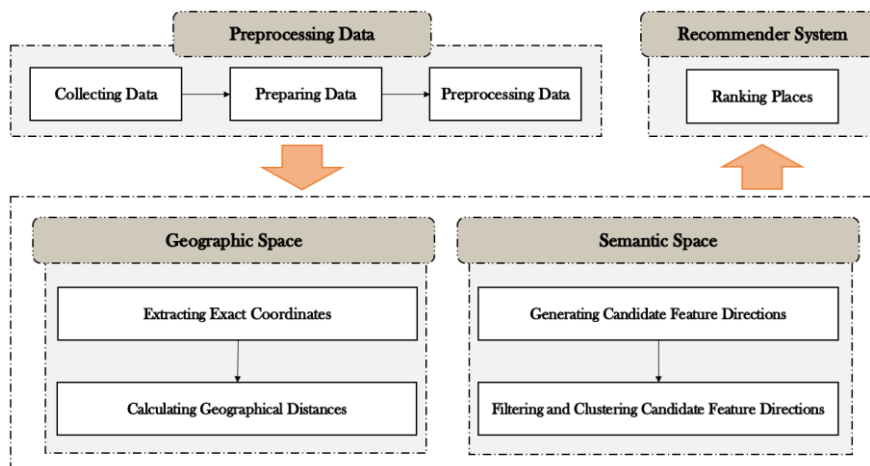 Preprocessing Data
Collecting Data
Preparing Data
Preprocessing Data
Recommender System
Ranking Places
Geographic Space
Extracting Exact Coordinates
Calculating Geographical Distances
Semantic Space
Generating Candidate Feature Directions
Filtering and Clustering Candidate Feature Directions